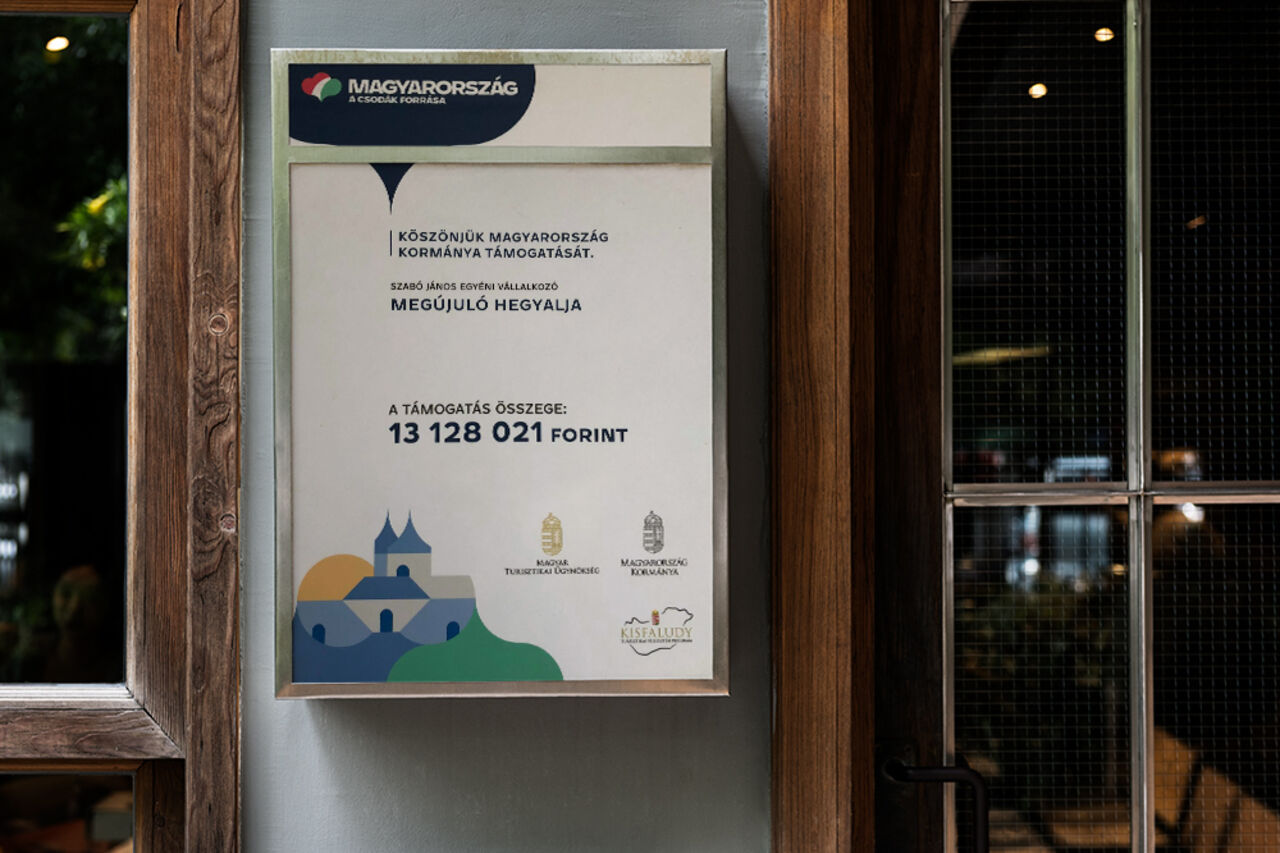 MAGYARORSZÁG
A CSODÁK FORRÁSA
KÖSZÖNJÜK MAGYARORSZÁG
KORMÁNYA TÁMOGATÁSÁT.
SZABÓ JÁNOS EGYÉNI VÁLLALKOZÓ
MEGÚJULÓ HEGYALJA
A TÁMOGATÁS ÖSSZEGE:
13 128 021 FORINT
MAGYAR
TURISZTIKAI ÜGYNÖKSÉG
MAGYARORSZÁG
KORMÁNYA
KISFALUDY